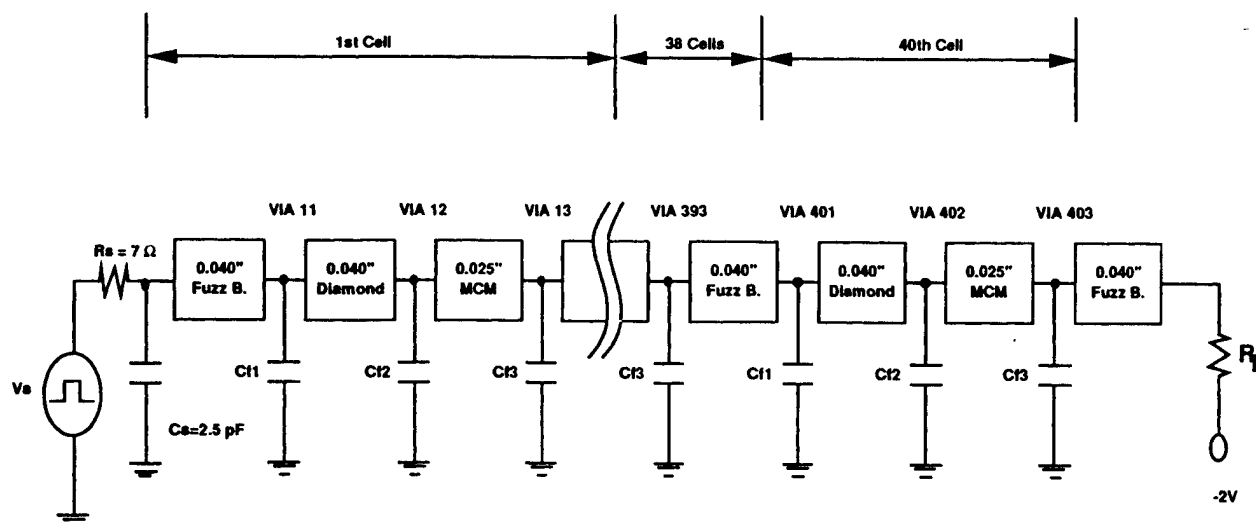 1st Cell
38 Cells
40th Cell
VIA 11
VIA 12
VIA 13
VIA 393
VIA 401
VIA 402
VIA 403
Rs = 7 Ω
0.040"
Fuzz B.
0.040"
Diamond
0.025"
MCM
0.040"
Fuzz B.
0.040"
Diamond
0.025"
MCM
0.040"
Fuzz B.
Vs
Cf1
Cf2
Cf3
Cf3
Cf1
Cf2
Cf3
Cs=2.5 pF
-2V